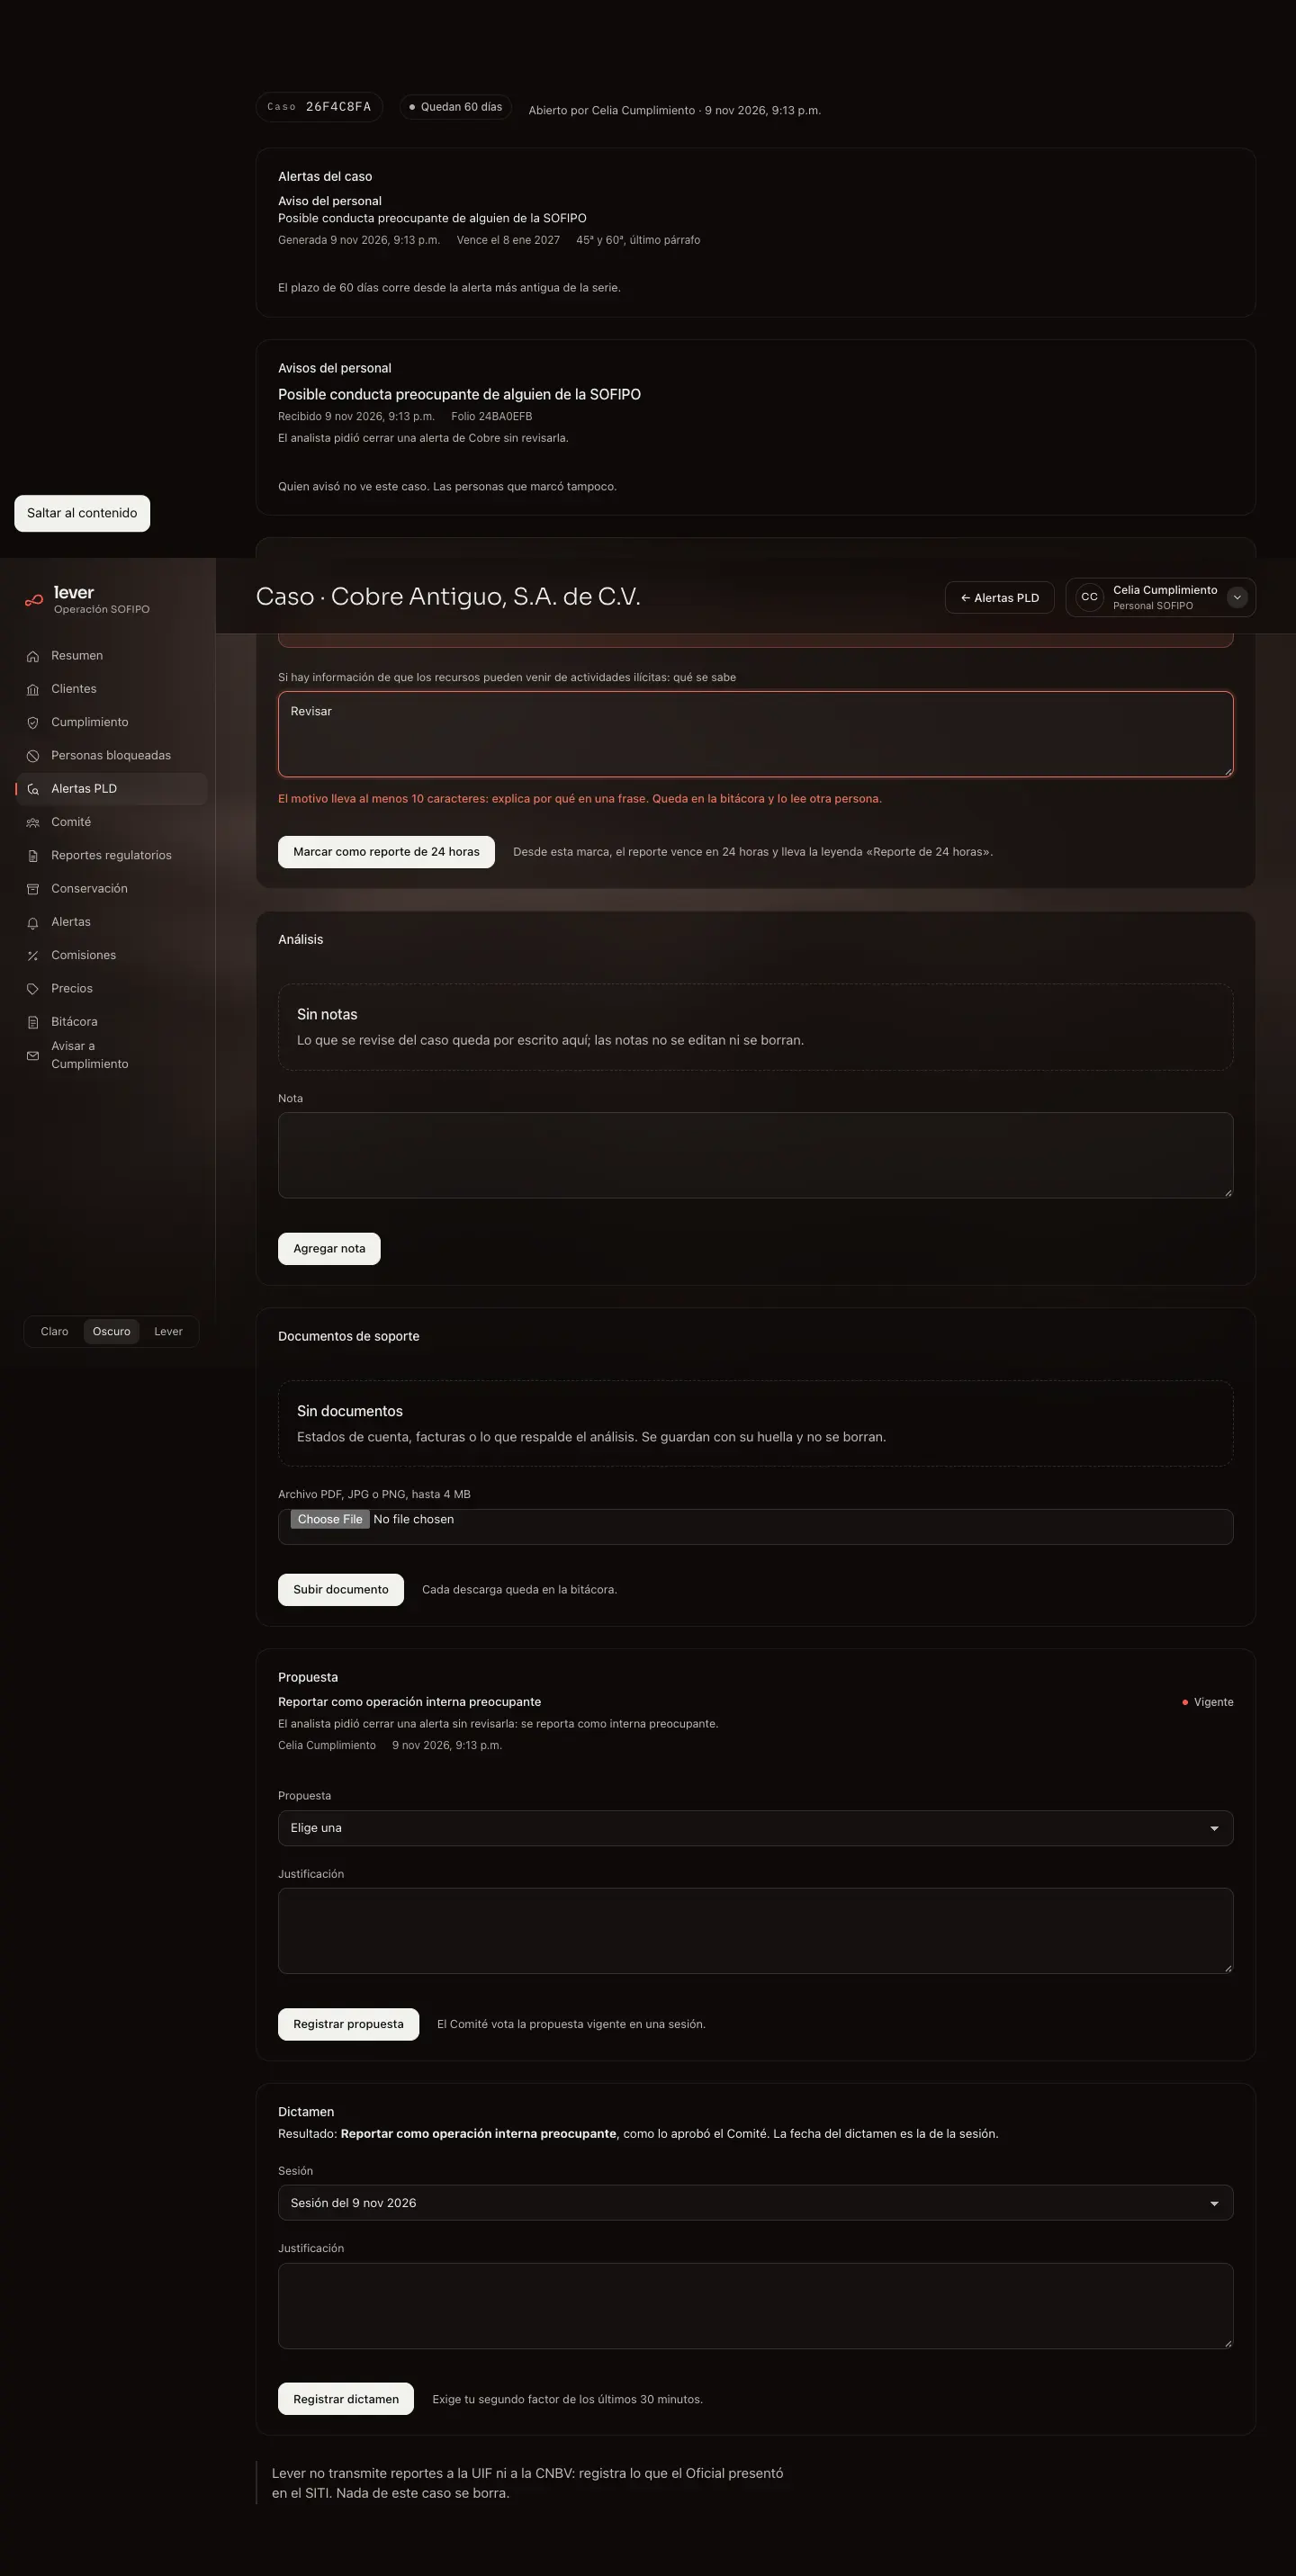 Caso 26F4C8FA
Quedan 60 días
Abierto por Celia Cumplimiento · 9 nov 2026, 9:13 p.m.
Alertas del caso
Aviso del personal
Posible conducta preocupante de alguien de la SOFIPO
Generada 9 nov 2026, 9:13 p.m. Vence el 8 ene 2027 45ª y 60ª, último párrafo
El plazo de 60 días corre desde la alerta más antigua de la serie.
Avisos del personal
Posible conducta preocupante de alguien de la SOFIPO
Recibido 9 nov 2026, 9:13 p.m. Folio 24BA0EFB
El analista pidió cerrar una alerta de Cobre sin revisarla.
Quien avisó no ve este caso. Las personas que marcó tampoco.
Saltar al contenido
lever
Operación SOFIPO
Resumen
Clientes
Cumplimiento
Personas bloqueadas
Alertas PLD
Comité
Reportes regulatorios
Conservación
Alertas
Comisiones
Precios
Bitácora
Avisar a
Cumplimiento
Claro
Oscuro
Lever
Caso · Cobre Antiguo, S.A. de C.V.
← Alertas PLD
CC
Celia Cumplimiento
Personal SOFIPO
Si hay información de que los recursos pueden venir de actividades ilícitas: qué se sabe
Revisar
El motivo lleva al menos 10 caracteres: explica por qué en una frase. Queda en la bitácora y lo lee otra persona.
Marcar como reporte de 24 horas
Desde esta marca, el reporte vence en 24 horas y lleva la leyenda «Reporte de 24 horas».
Análisis
Sin notas
Lo que se revise del caso queda por escrito aquí; las notas no se editan ni se borran.
Nota
Agregar nota
Documentos de soporte
Sin documentos
Estados de cuenta, facturas o lo que respalde el análisis. Se guardan con su huella y no se borran.
Archivo PDF, JPG o PNG, hasta 4 MB
Choose File No file chosen
Subir documento
Cada descarga queda en la bitácora.
Propuesta
Reportar como operación interna preocupante
Vigente
El analista pidió cerrar una alerta sin revisarla: se reporta como interna preocupante.
Celia Cumplimiento 9 nov 2026, 9:13 p.m.
Propuesta
Elige una
Justificación
Registrar propuesta
El Comité vota la propuesta vigente en una sesión.
Dictamen
Resultado: Reportar como operación interna preocupante, como lo aprobó el Comité. La fecha del dictamen es la de la sesión.
Sesión
Sesión del 9 nov 2026
Justificación
Registrar dictamen
Exige tu segundo factor de los últimos 30 minutos.
Lever no transmite reportes a la UIF ni a la CNBV: registra lo que el Oficial presentó
en el SITI. Nada de este caso se borra.